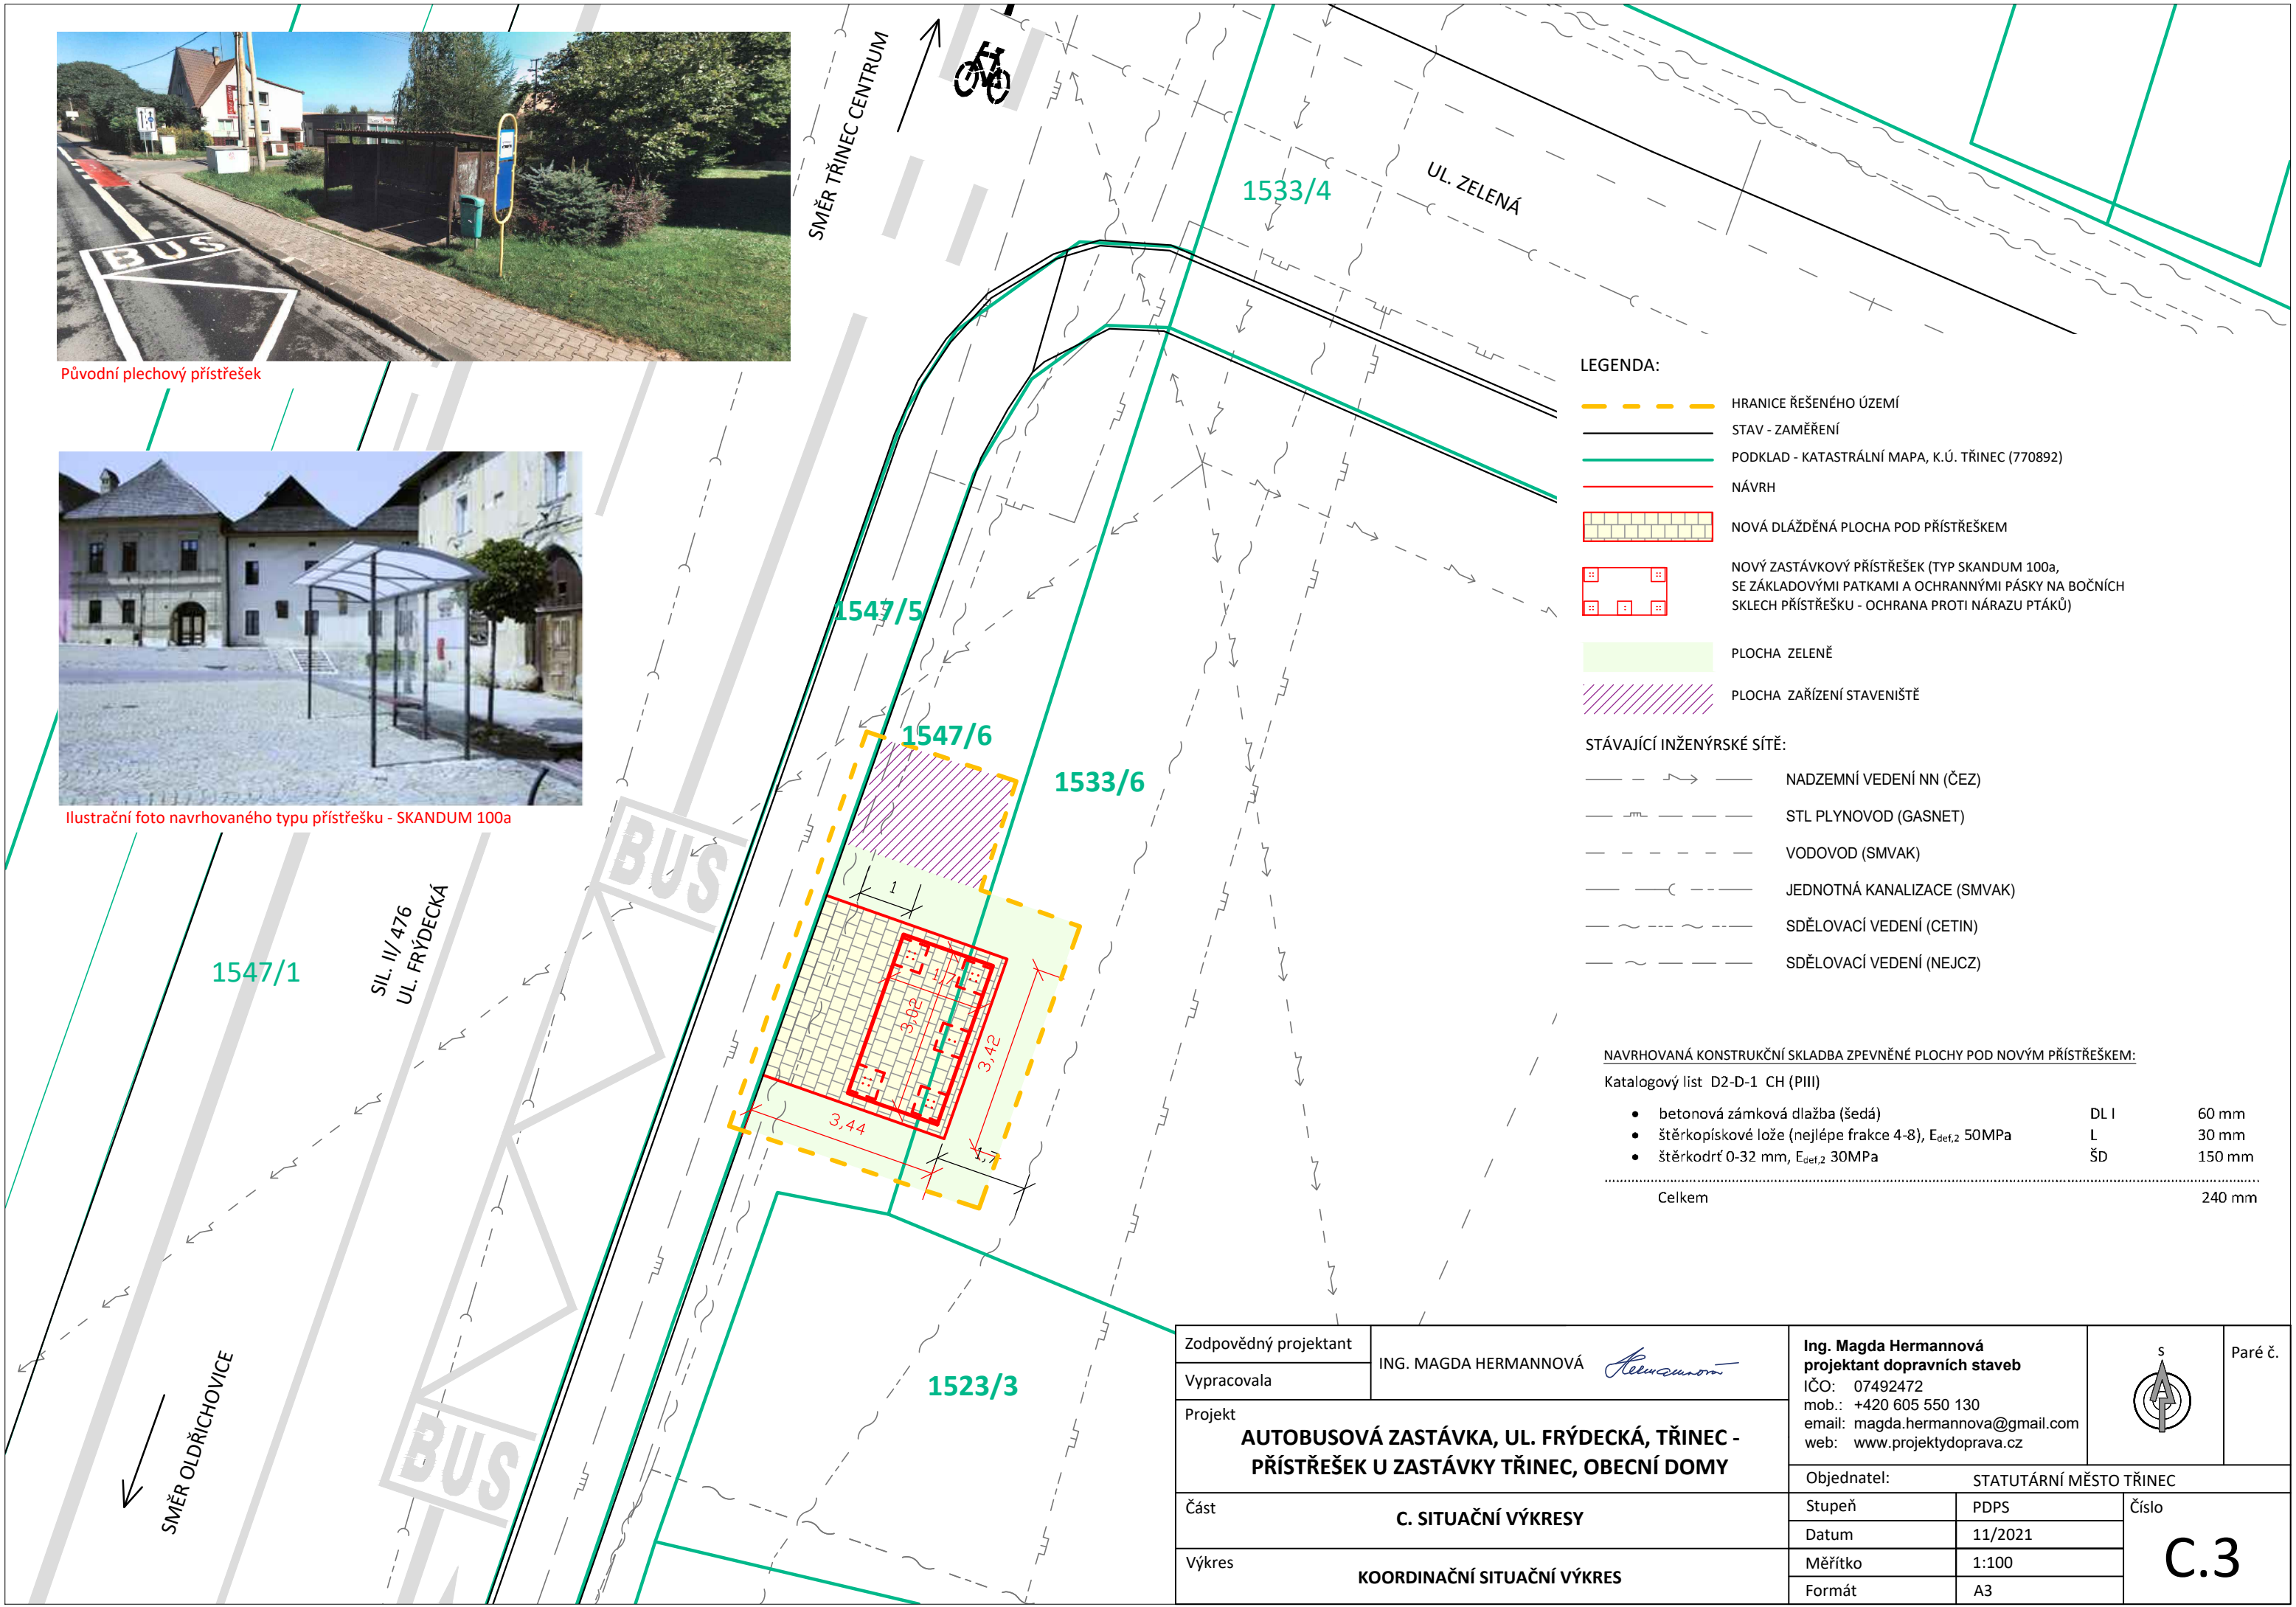 BUS
Původní plechový přístřešek
Ilustrační foto navrhovaného typu přístřešku - SKANDUM 100a
SMĚR TŘINEC CENTRUM
UL. ZELENÁ
1533/4
1547/5
1547/6
1533/6
1547/1
1523/3
SIL. II/ 476
UL. FRÝDECKÁ
SMĚR OLDŘICHOVICE
BUS
BUS
1
1,7
3,02
3,42
3,44
1,7
LEGENDA:
HRANICE ŘEŠENÉHO ÚZEMÍ
STAV - ZAMĚŘENÍ
PODKLAD - KATASTRÁLNÍ MAPA, K.Ú. TŘINEC (770892)
NÁVRH
NOVÁ DLÁŽDĚNÁ PLOCHA POD PŘÍSTŘEŠKEM
NOVÝ ZASTÁVKOVÝ PŘÍSTŘEŠEK (TYP SKANDUM 100a,
SE ZÁKLADOVÝMI PATKAMI A OCHRANNÝMI PÁSKY NA BOČNÍCH
SKLECH PŘÍSTŘEŠKU - OCHRANA PROTI NÁRAZU PTÁKŮ)
PLOCHA ZELENĚ
PLOCHA ZAŘÍZENÍ STAVENIŠTĚ
STÁVAJÍCÍ INŽENÝRSKÉ SÍTĚ:
NADZEMNÍ VEDENÍ NN (ČEZ)
STL PLYNOVOD (GASNET)
VODOVOD (SMVAK)
JEDNOTNÁ KANALIZACE (SMVAK)
SDĚLOVACÍ VEDENÍ (CETIN)
SDĚLOVACÍ VEDENÍ (NEJCZ)
NAVRHOVANÁ KONSTRUKČNÍ SKLADBA ZPEVNĚNÉ PLOCHY POD NOVÝM PŘÍSTŘEŠKEM:
Katalogový list D2-D-1 CH (PIII)
• betonová zámková dlažba (šedá) DL I 60 mm
• štěrkopískové lože (nejlépe frakce 4-8), Edef,2 50MPa L 30 mm
• štěrkodrť 0-32 mm, Edef,2 30MPa ŠD 150 mm
Celkem 240 mm
Zodpovědný projektant
Vypracovala
ING. MAGDA HERMANNOVÁ
Hermannová
Projekt
AUTOBUSOVÁ ZASTÁVKA, UL. FRÝDECKÁ, TŘINEC -
PŘÍSTŘEŠEK U ZASTÁVKY TŘINEC, OBECNÍ DOMY
Část
C. SITUAČNÍ VÝKRESY
Výkres
KOORDINAČNÍ SITUAČNÍ VÝKRES
Ing. Magda Hermannová
projektant dopravních staveb
IČO: 07492472
mob.: +420 605 550 130
email: magda.hermannova@gmail.com
web: www.projektydoprava.cz
S
Paré č.
Objednatel: STATUTÁRNÍ MĚSTO TŘINEC
Stupeň PDPS
Datum 11/2021
Měřítko 1:100
Formát A3
Číslo
C.3